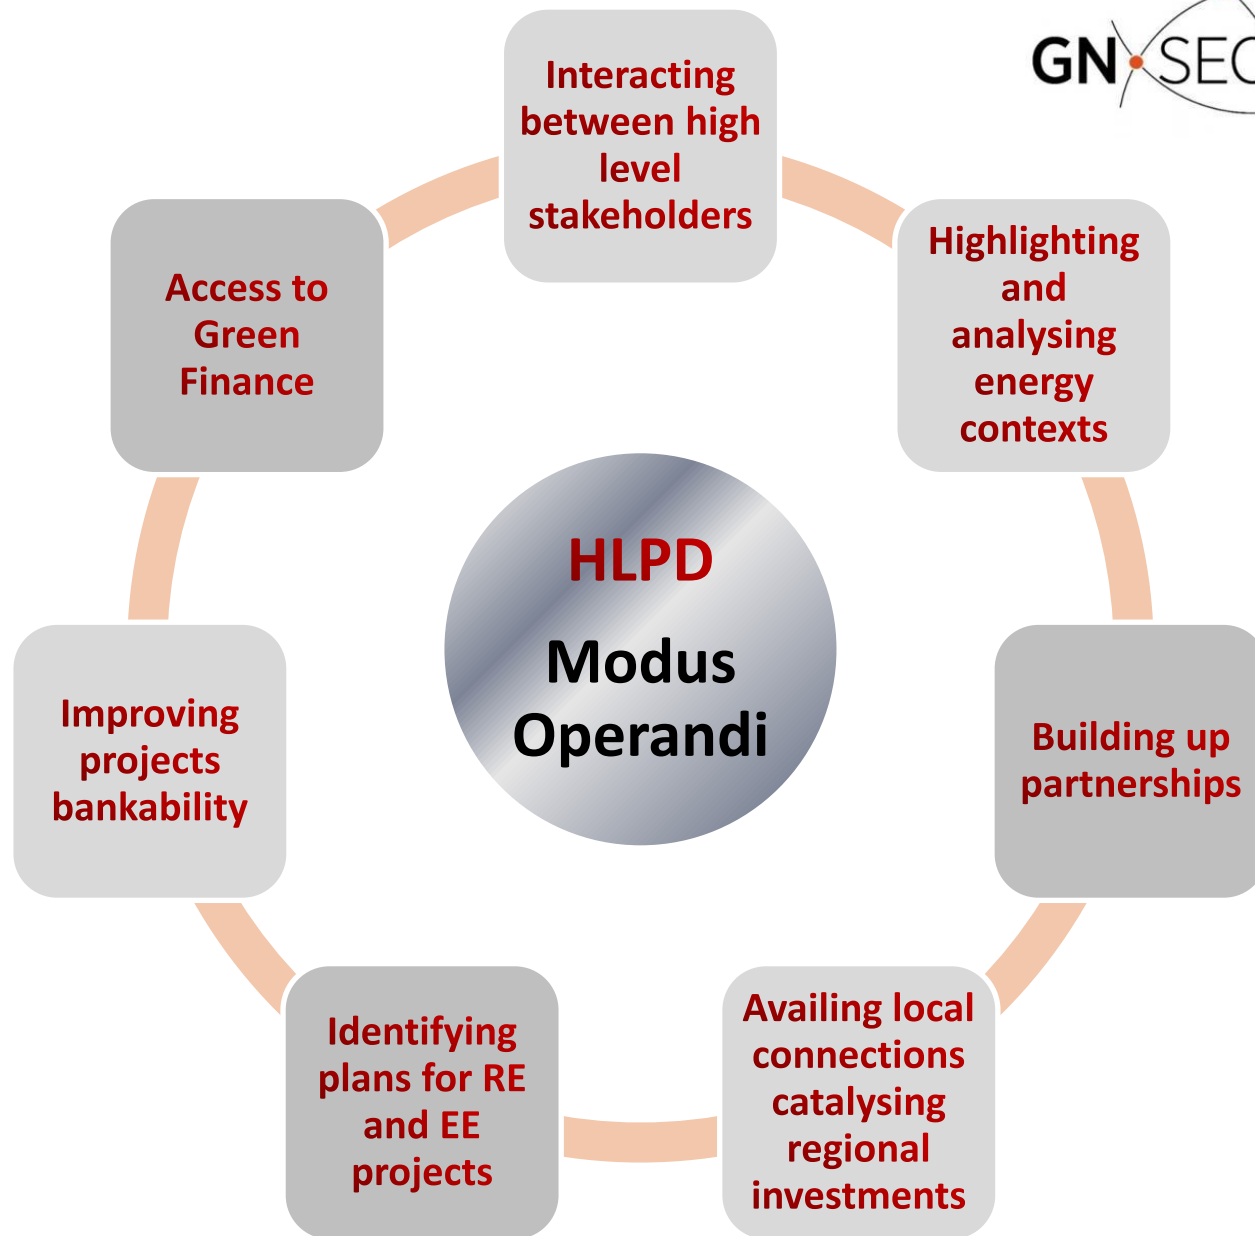 GN SEC
Interacting
between high
level
stakeholders
Highlighting
and
analysing
energy
contexts
Building up
partnerships
Availing local
connections
catalysing
regional
investments
Identifying
plans for RE
and EE
projects
Improving
projects
bankability
Access to
Green
Finance
HLPD
Modus
Operandi